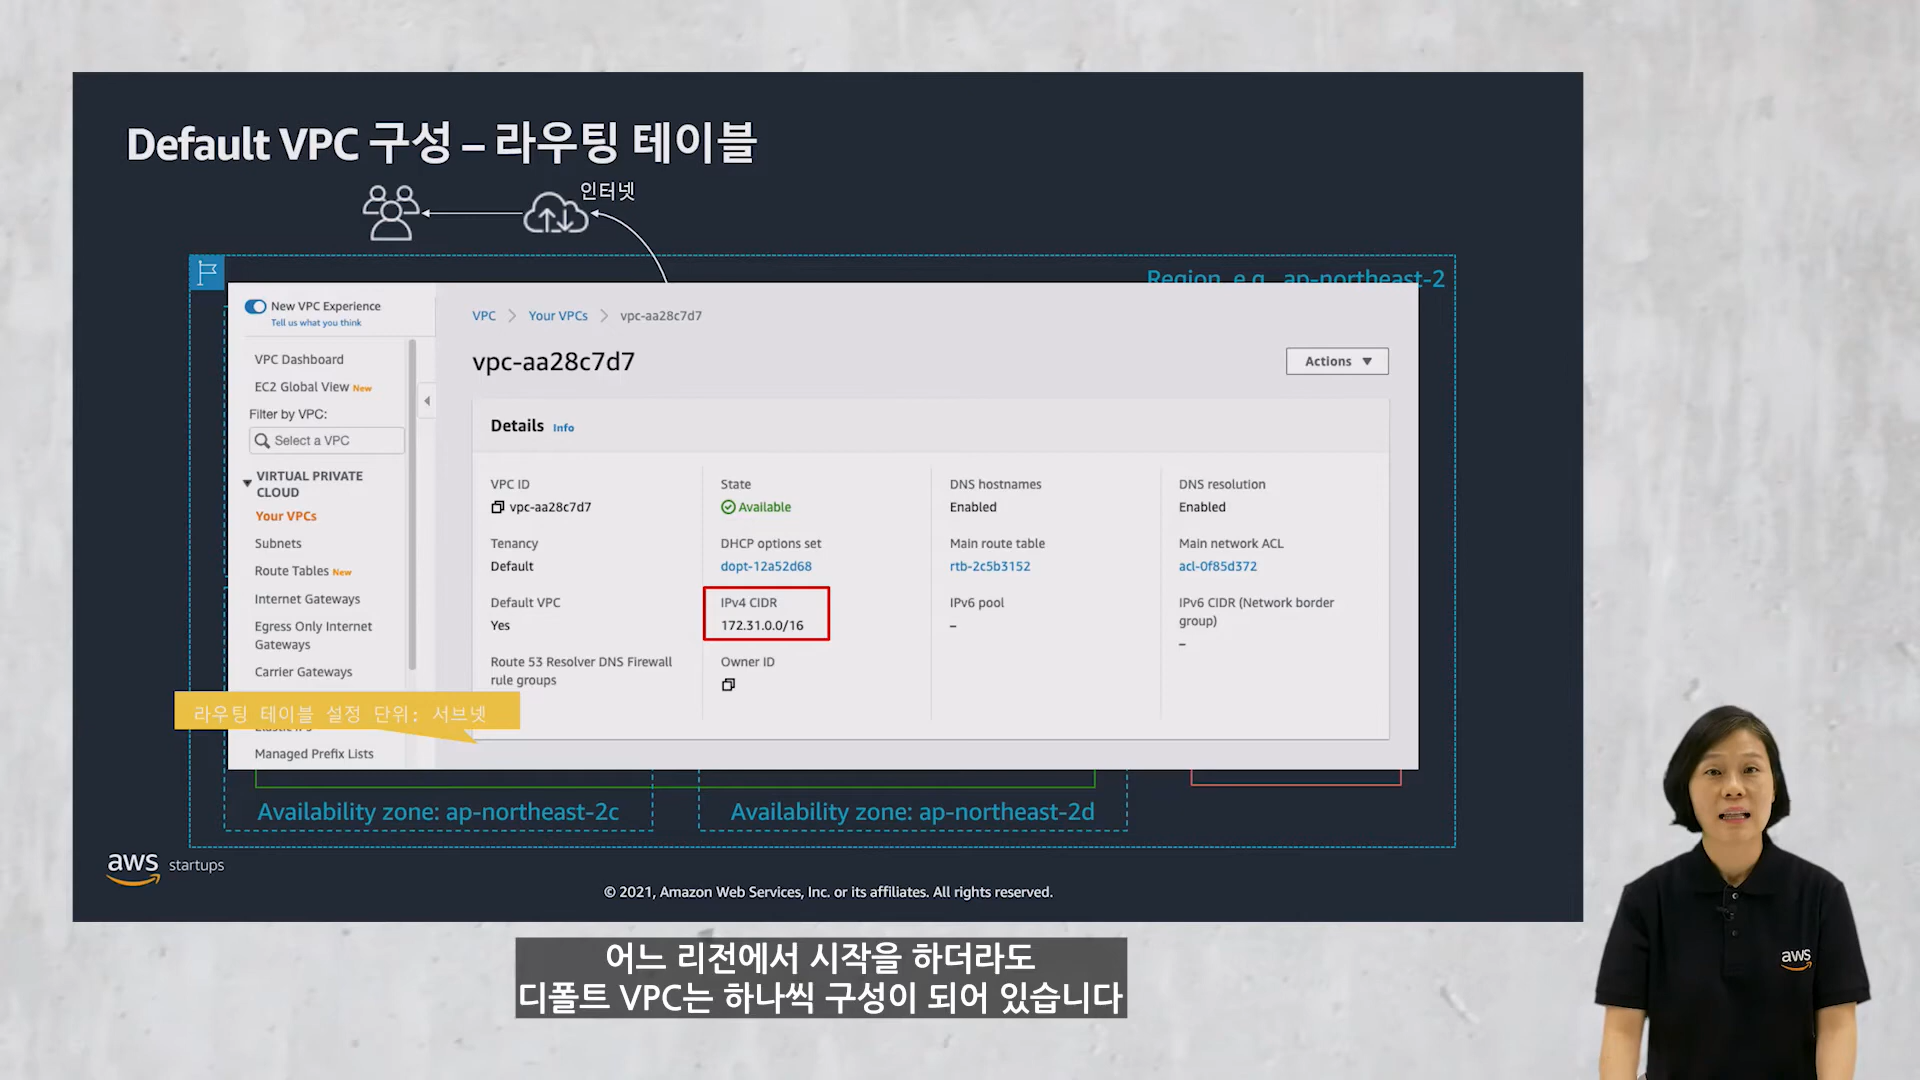 Default VPC 구성 – 라우팅 테이블
인터넷
Region, e.g., ap-northeast-2
New VPC Experience
Tell us what you think
VPC Dashboard
EC2 Global View New
Filter by VPC:
Select a VPC
VIRTUAL PRIVATE
CLOUD
Your VPCs
Subnets
Route Tables New
Internet Gateways
Egress Only Internet
Gateways
Carrier Gateways
라우팅 테이블 설정 단위: 서브넷
Managed Prefix Lists
VPC > Your VPCs > vpc-aa28c7d7
vpc-aa28c7d7
Actions
Details Info
VPC ID
vpc-aa28c7d7
State
Available
DNS hostnames
Enabled
DNS resolution
Enabled
Tenancy
Default
DHCP options set
dopt-12a52d68
Main route table
rtb-2c5b3152
Main network ACL
acl-0f85d372
Default VPC
Yes
IPv4 CIDR
172.31.0.0/16
IPv6 pool
–
IPv6 CIDR (Network border
group)
–
Route 53 Resolver DNS Firewall
rule groups
Owner ID
Availability zone: ap-northeast-2c
Availability zone: ap-northeast-2d
aws startups
© 2021, Amazon Web Services, Inc. or its affiliates. All rights reserved.
aws
어느 리전에서 시작을 하더라도
디폴트 VPC는 하나씩 구성이 되어 있습니다